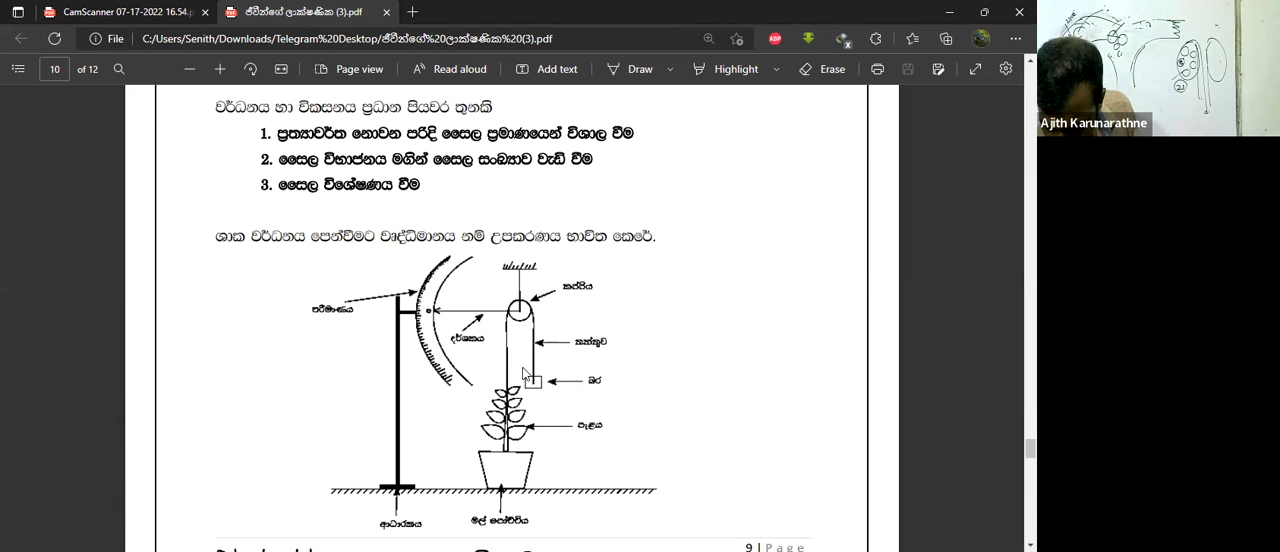 CamScanner 07-17-2022 16.54.p
ජීවීන්ගේ ලාක්ෂණික (3).pdf
File
C:/Users/Senith/Downloads/Telegram%20Desktop/ජීවීන්ගේ%20ලාක්ෂණික%20(3).pdf
ABP
10 of 12
Page view
Read aloud
Add text
Draw
Highlight
Erase
Ajith Karunarathne
වර්ධනය හා විකසනය ප්‍රධාන පියවර තුනකි
1. ප්‍රත්‍යාවර්ත නොවන පරිදි සෛල ප්‍රමාණයෙන් විශාල වීම
2. සෛල විභාජනය මගින් සෛල සංඛ්‍යාව වැඩි වීම
3. සෛල විශේෂණය වීම
ශාක වර්ධනය පෙන්වීමට වෘද්ධිමානය නම් උපකරණය භාවිත කෙරේ.
කප්පිය
පරිමාණය
දර්ශකය
තන්තුව
බර
පැළය
ආධාරකය
මල් පෝච්චිය
9 | Page